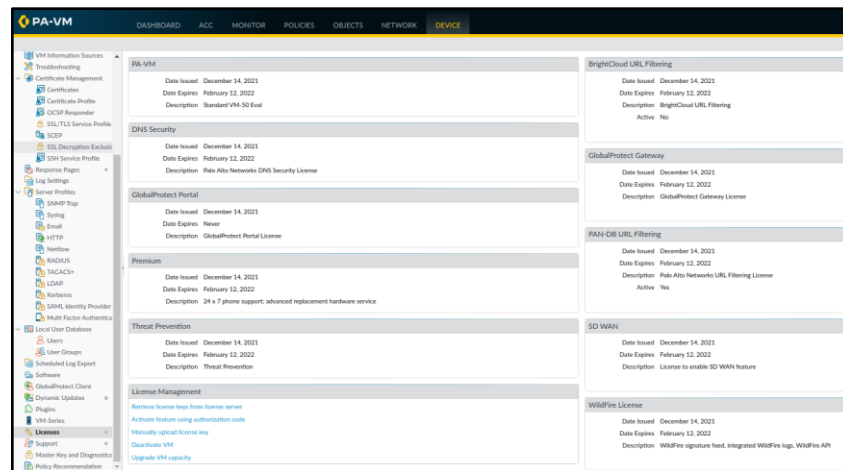 PA-VM
DASHBOARD ACC MONITOR POLICIES OBJECTS NETWORK DEVICE
VM Information Sources
Troubleshooting
Certificate Management
Certificates
Certificate Profile
OCSP Responder
SSL/TLS Service Profile
SCEP
SSL Decryption Exclusio
SSH Service Profile
Response Pages
Log Settings
Server Profiles
SNMP Trap
Syslog
Email
HTTP
Netflow
RADIUS
TACACS+
LDAP
Kerberos
SAML Identity Provider
Multi Factor Authentica
Local User Database
Users
User Groups
Scheduled Log Export
Software
GlobalProtect Client
Dynamic Updates
Plugins
VM-Series
Licenses
Support
Master Key and Diagnostics
Policy Recommendation
PA-VM
Date Issued December 14, 2021
Date Expires February 12, 2022
Description Standard VM-50 Eval
DNS Security
Date Issued December 14, 2021
Date Expires February 12, 2022
Description Palo Alto Networks DNS Security License
GlobalProtect Portal
Date Issued December 14, 2021
Date Expires Never
Description GlobalProtect Portal License
Premium
Date Issued December 14, 2021
Date Expires February 12, 2022
Description 24 x 7 phone support; advanced replacement hardware service
Threat Prevention
Date Issued December 14, 2021
Date Expires February 12, 2022
Description Threat Prevention
License Management
Retrieve license keys from license server
Activate feature using authorization code
Manually upload license key
Deactivate VM
Upgrade VM capacity
BrightCloud URL Filtering
Date Issued December 14, 2021
Date Expires February 12, 2022
Description BrightCloud URL Filtering
Active No
GlobalProtect Gateway
Date Issued December 14, 2021
Date Expires February 12, 2022
Description GlobalProtect Gateway License
PAN-DB URL Filtering
Date Issued December 14, 2021
Date Expires February 12, 2022
Description Palo Alto Networks URL Filtering License
Active Yes
SD WAN
Date Issued December 14, 2021
Date Expires February 12, 2022
Description License to enable SD WAN feature
WildFire License
Date Issued December 14, 2021
Date Expires February 12, 2022
Description WildFire signature feed, integrated WildFire logs, WildFire API